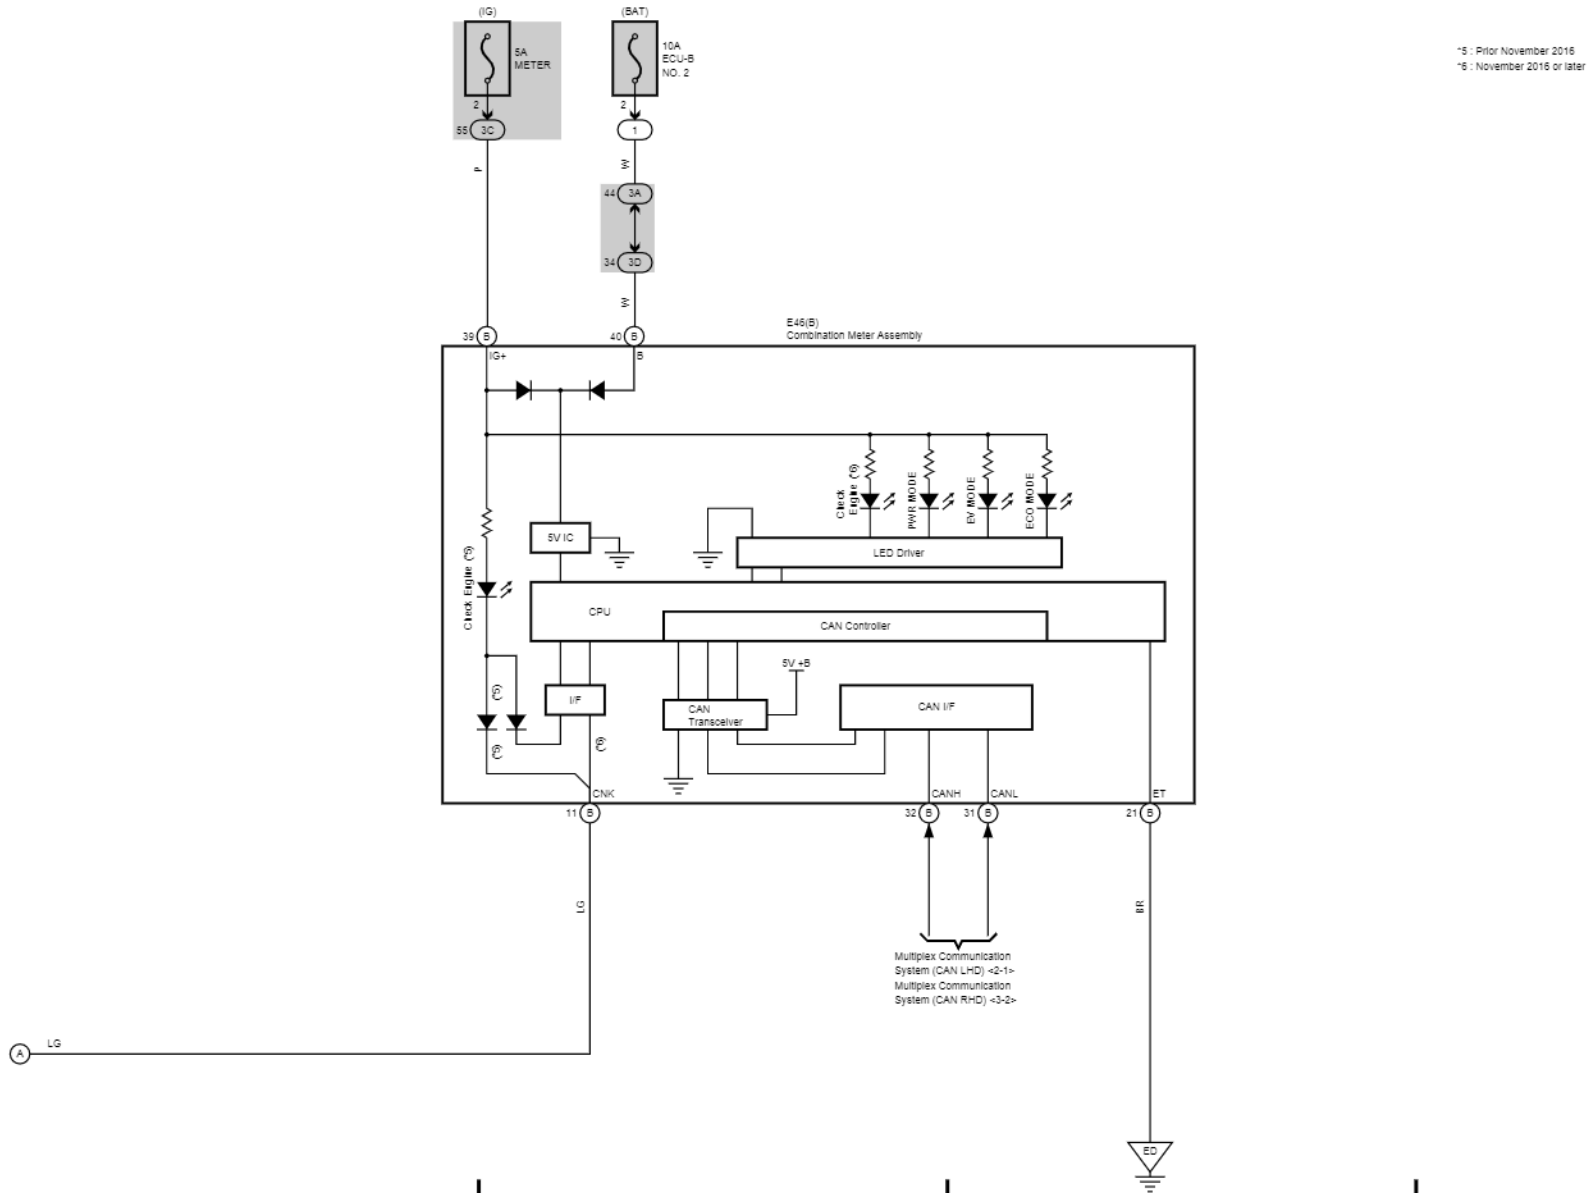 (IG)
(BAT)
5A
METER
10A
ECU-B
NO. 2
*5 : Prior November 2016
*6 : November 2016 or later
2
2
55
3C
1
P
W
44
3A
34
3D
W
E46(B)
Combination Meter Assembly
39
B
40
B
IG+
B
Check
Engine (*6)
PWR MODE
EV MODE
ECO MODE
5V IC
LED Driver
Check Engine (*5)
CPU
CAN Controller
5V +B
(*5)
I/F
CAN
Transceiver
CAN I/F
(*5)
(*6)
CNK
CANH
CANL
ET
11
B
32
B
31
B
21
B
LG
BR
Multiplex Communication
System (CAN LHD) <2-1>
Multiplex Communication
System (CAN RHD) <3-2>
A
LG
ED